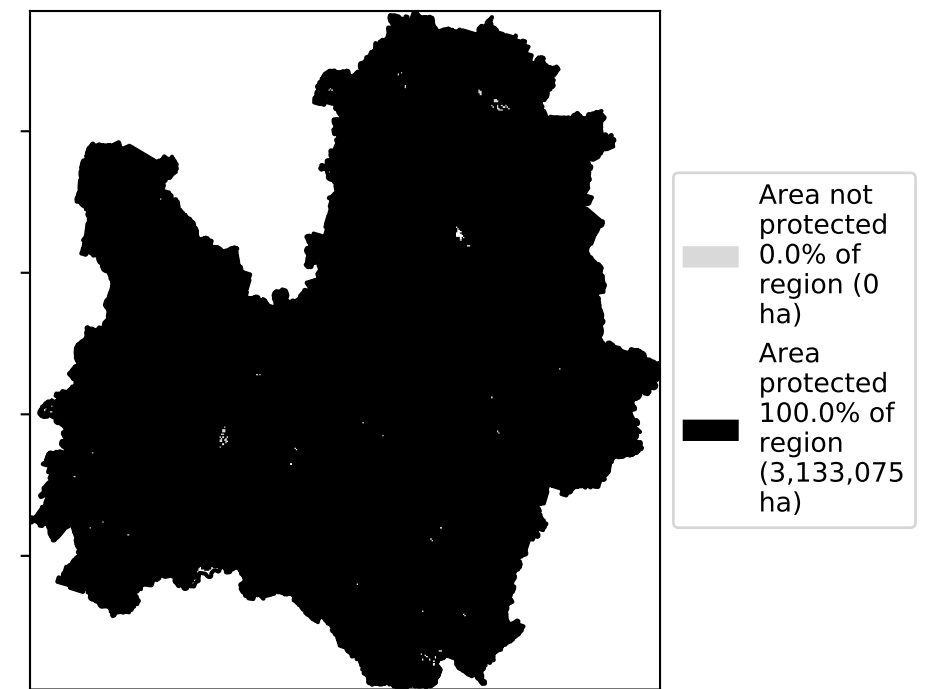 Area not
protected
0.0% of
region (0
ha)
Area
protected
100.0% of
region
(3,133,075
ha)